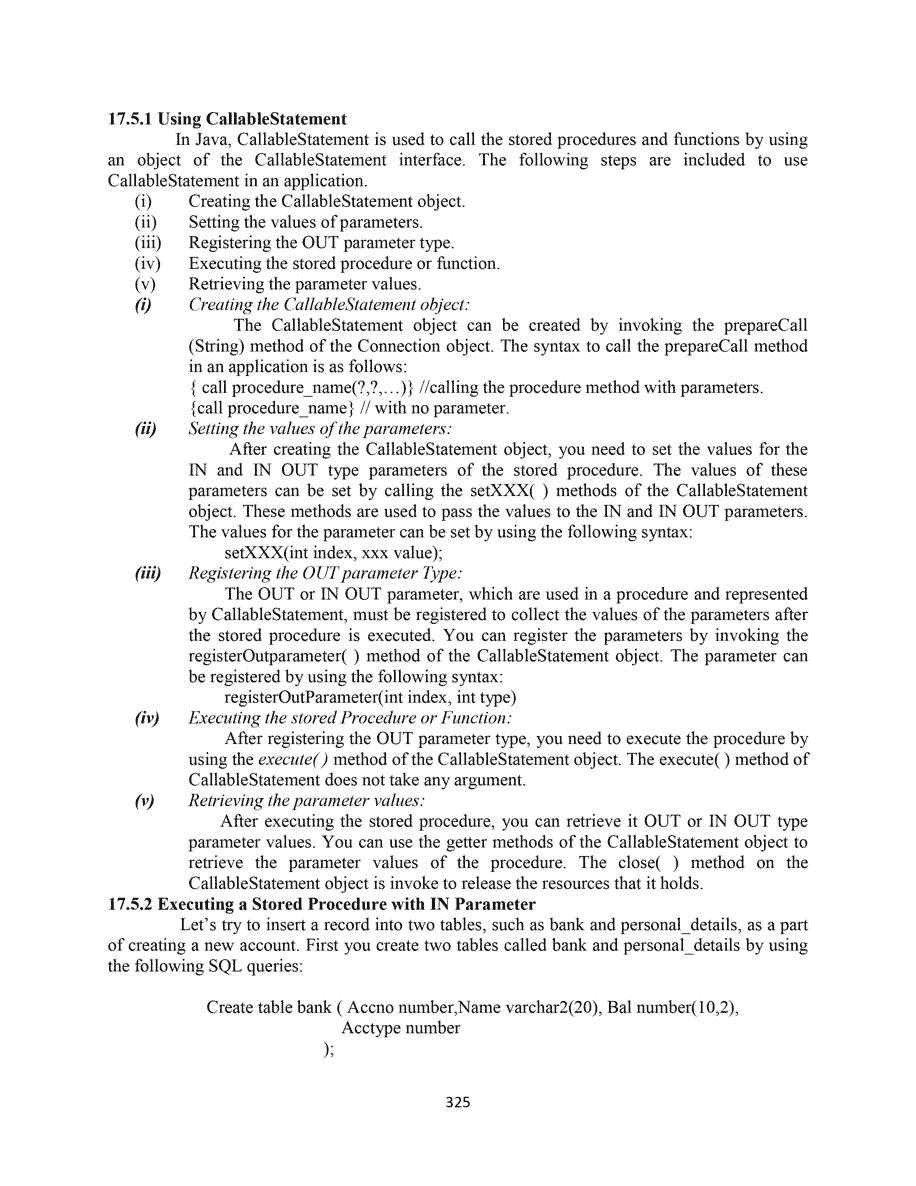 17.5.1 Using CallableStatement
In Java, CallableStatement is used to call the stored procedures and functions by using
an object of the CallableStatement interface. The following steps are included to use
CallableStatement in an application.
(i) Creating the CallableStatement object.
(ii) Setting the values of parameters.
(iii) Registering the OUT parameter type.
(iv) Executing the stored procedure or function.
(v) Retrieving the parameter values.
(i) Creating the CallableStatement object:
The CallableStatement object can be created by invoking the prepareCall
(String) method of the Connection object. The syntax to call the prepareCall method
in an application is as follows:
{ call procedure_name(?,?,…)} //calling the procedure method with parameters.
{call procedure_name} // with no parameter.
(ii) Setting the values of the parameters:
After creating the CallableStatement object, you need to set the values for the
IN and IN OUT type parameters of the stored procedure. The values of these
parameters can be set by calling the setXXX( ) methods of the CallableStatement
object. These methods are used to pass the values to the IN and IN OUT parameters.
The values for the parameter can be set by using the following syntax:
setXXX(int index, xxx value);
(iii) Registering the OUT parameter Type:
The OUT or IN OUT parameter, which are used in a procedure and represented
by CallableStatement, must be registered to collect the values of the parameters after
the stored procedure is executed. You can register the parameters by invoking the
registerOutparameter( ) method of the CallableStatement object. The parameter can
be registered by using the following syntax:
registerOutParameter(int index, int type)
(iv) Executing the stored Procedure or Function:
After registering the OUT parameter type, you need to execute the procedure by
using the execute( ) method of the CallableStatement object. The execute( ) method of
CallableStatement does not take any argument.
(v) Retrieving the parameter values:
After executing the stored procedure, you can retrieve it OUT or IN OUT type
parameter values. You can use the getter methods of the CallableStatement object to
retrieve the parameter values of the procedure. The close( ) method on the
CallableStatement object is invoke to release the resources that it holds.
17.5.2 Executing a Stored Procedure with IN Parameter
Let’s try to insert a record into two tables, such as bank and personal_details, as a part
of creating a new account. First you create two tables called bank and personal_details by using
the following SQL queries:
Create table bank ( Accno number,Name varchar2(20), Bal number(10,2),
Acctype number
);
325